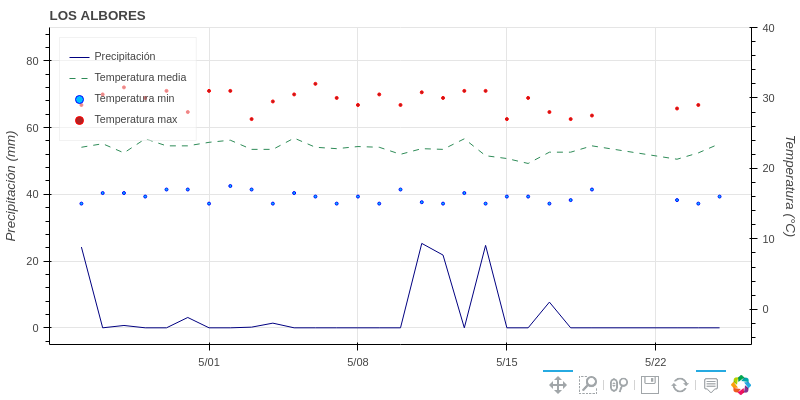 LOS ALBORES
Precipitación
Temperatura media
Temperatura min
Temperatura max
Precipitación (mm)
80
60
40
20
0
Temperatura (°C)
40
30
20
10
0
5/01
5/08
5/15
5/22